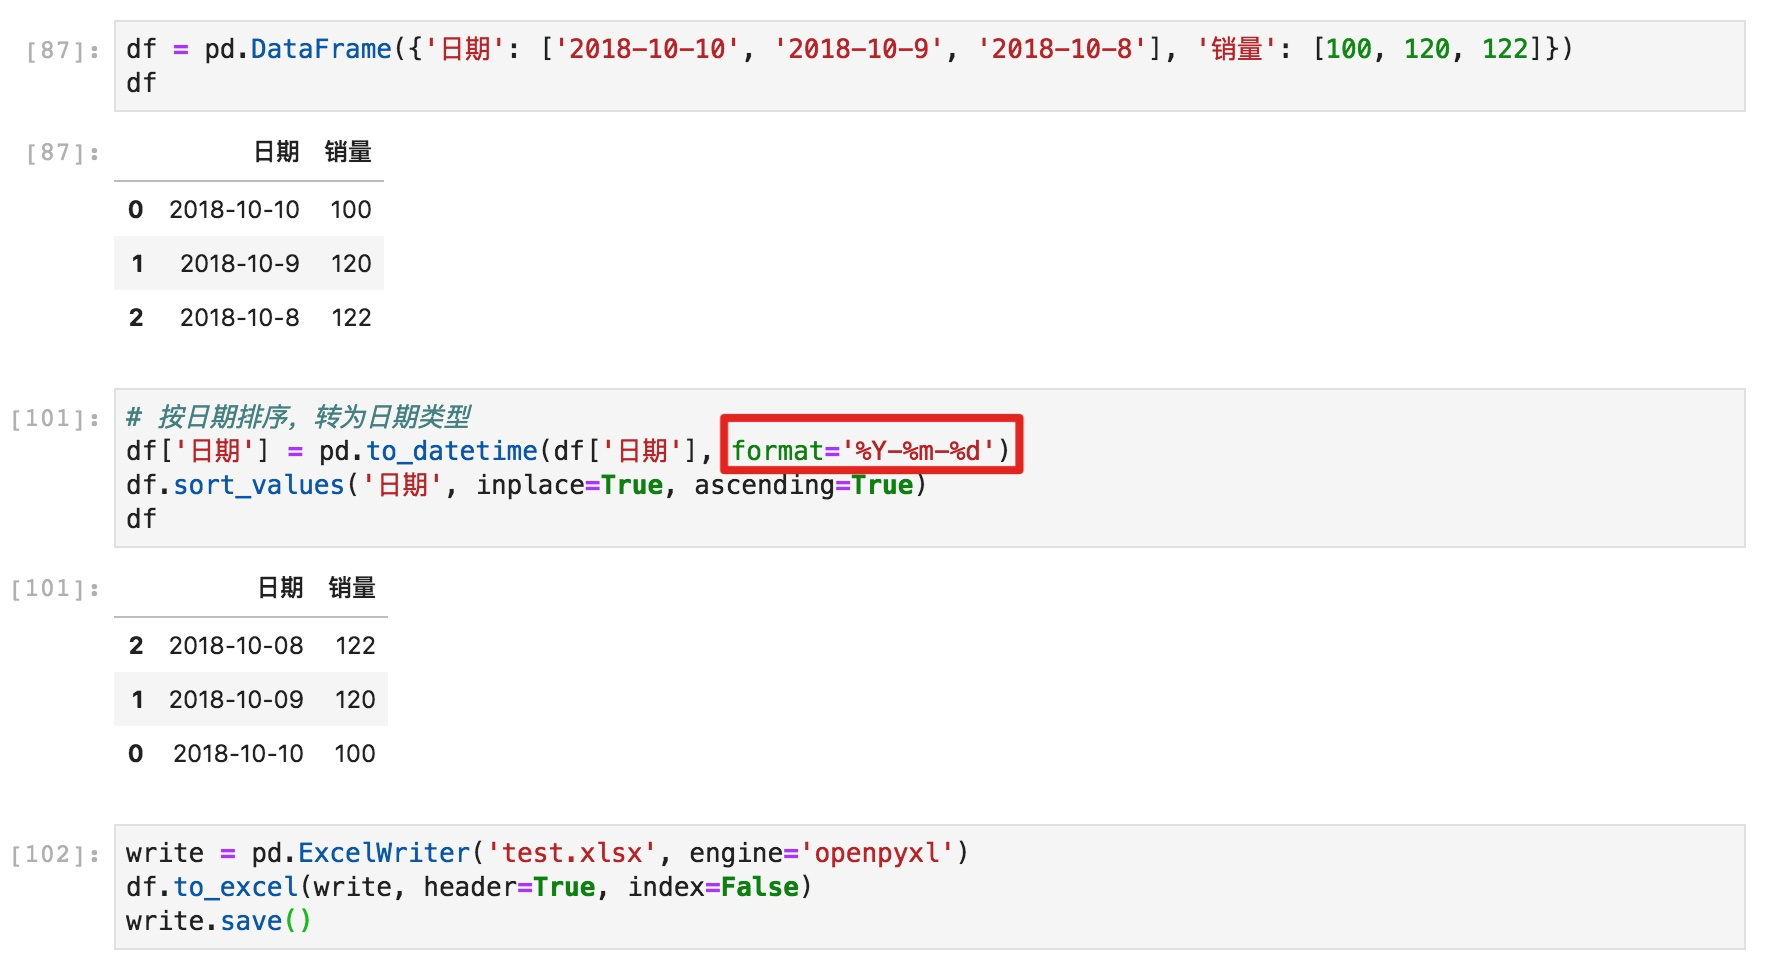 [87]: df = pd.DataFrame({'日期': ['2018-10-10', '2018-10-9', '2018-10-8'], '销量': [100, 120, 122]})
df
[87]: 日期 销量
0 2018-10-10 100
1 2018-10-9 120
2 2018-10-8 122
[101]: # 按日期排序，转为日期类型
df['日期'] = pd.to_datetime(df['日期'], format='%Y-%m-%d')
df.sort_values('日期', inplace=True, ascending=True)
df
[101]: 日期 销量
2 2018-10-08 122
1 2018-10-09 120
0 2018-10-10 100
[102]: write = pd.ExcelWriter('test.xlsx', engine='openpyxl')
df.to_excel(write, header=True, index=False)
write.save()